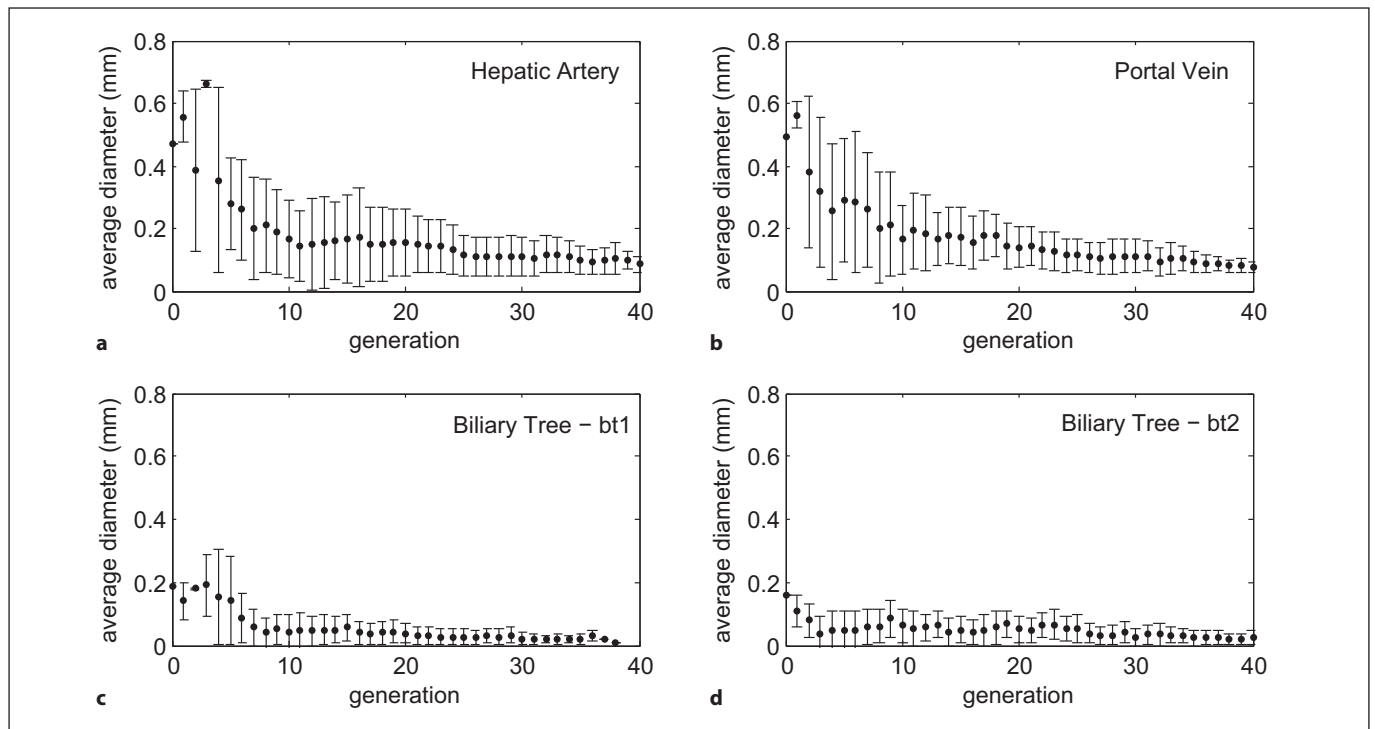 0.8
0.6
0.4
0.2
0
average diameter (mm)
Hepatic Artery
0 10 20 30 40
generation
a
0.8
0.6
0.4
0.2
0
average diameter (mm)
Portal Vein
0 10 20 30 40
generation
b
0.8
0.6
0.4
0.2
0
average diameter (mm)
Biliary Tree − bt1
0 10 20 30 40
generation
c
0.8
0.6
0.4
0.2
0
average diameter (mm)
Biliary Tree − bt2
0 10 20 30 40
generation
d